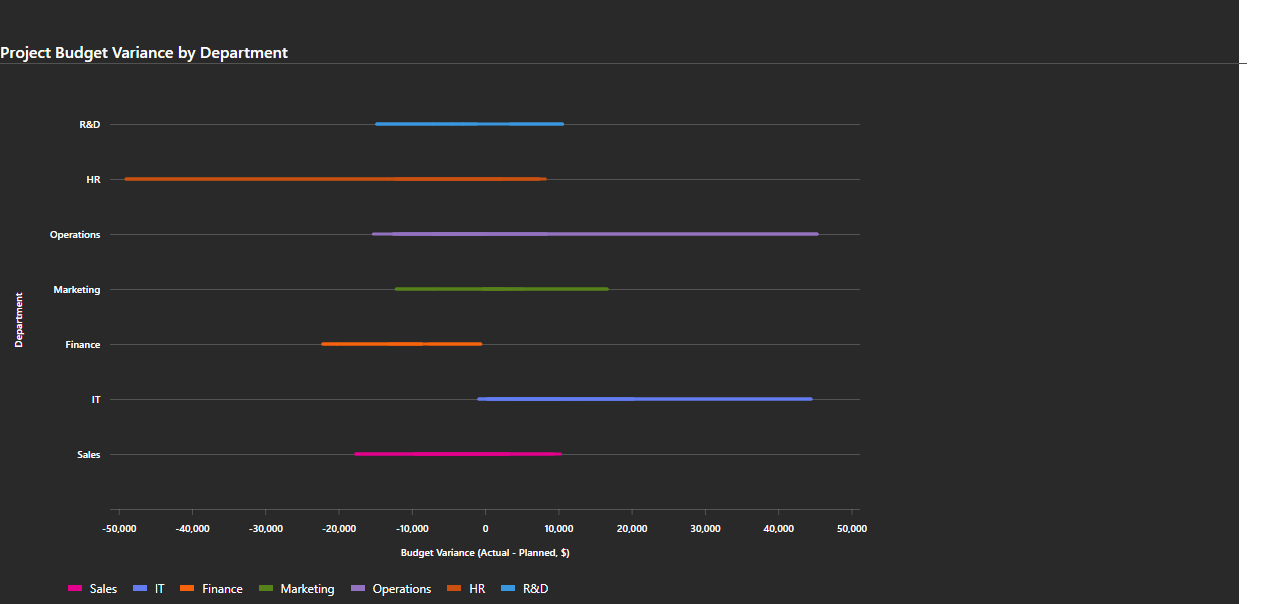 Project Budget Variance by Department
R&D
HR
Operations
Marketing
Finance
IT
Sales
Department
-50,000 -40,000 -30,000 -20,000 -10,000 0 10,000 20,000 30,000 40,000 50,000
Budget Variance (Actual - Planned, $)
Sales IT Finance Marketing Operations HR R&D